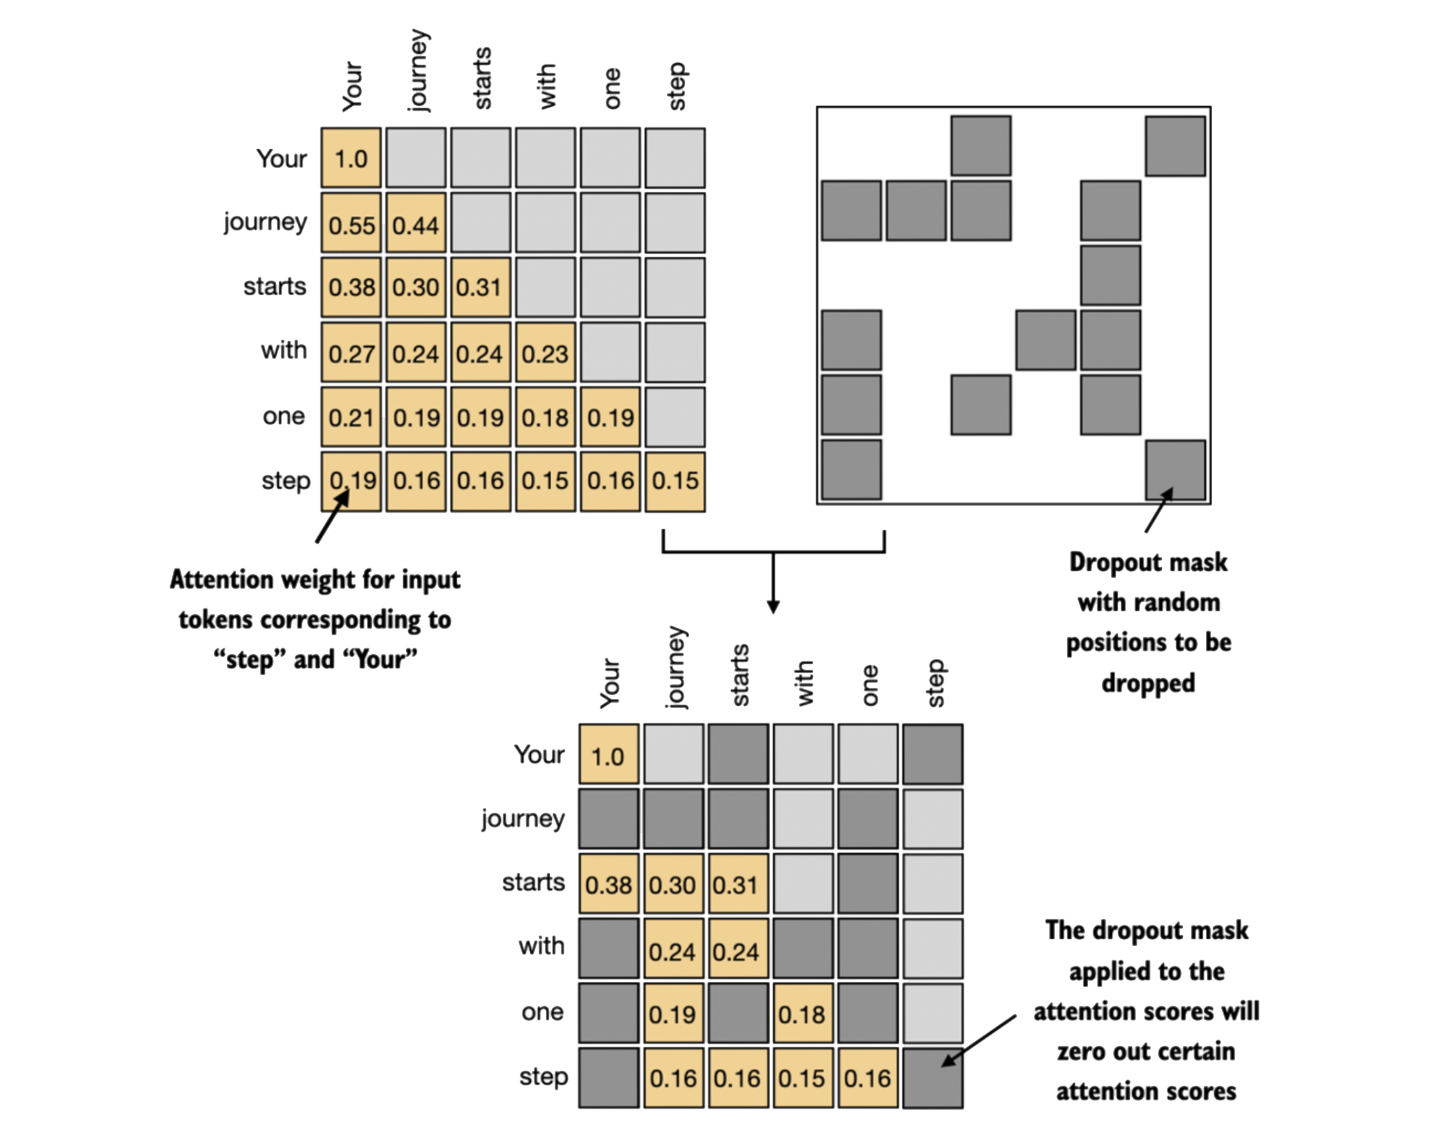 Your journey starts with one step
Your 1.0
journey 0.55 0.44
starts 0.38 0.30 0.31
with 0.27 0.24 0.24 0.23
one 0.21 0.19 0.19 0.18 0.19
step 0.19 0.16 0.16 0.15 0.16 0.15
Attention weight for input
tokens corresponding to
“step” and “Your”
Dropout mask
with random
positions to be
dropped
Your journey starts with one step
Your 1.0
journey
starts 0.38 0.30 0.31
with 0.24 0.24
one 0.19 0.18
step 0.16 0.16 0.15 0.16
The dropout mask
applied to the
attention scores will
zero out certain
attention scores